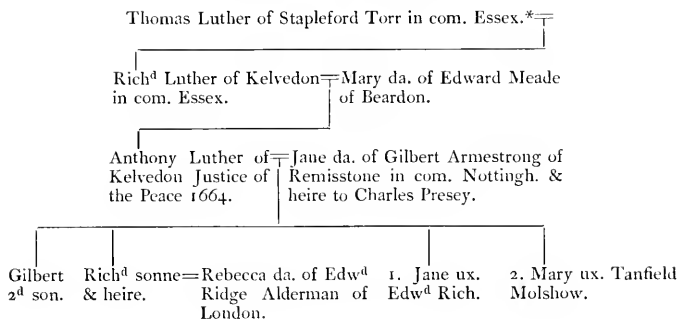 Thomas Luther of Stapleford Torr in com. Essex.*
Richᵈ Luther of Kelvedon
in com. Essex.
Mary da. of Edward Meade
of Beardon.
Anthony Luther of
Kelvedon Justice of
the Peace 1664.
Jane da. of Gilbert Armestrong of
Remisstone in com. Nottingh. &
heire to Charles Presey.
Gilbert
2ᵈ son.
Richᵈ sonne
& heire.
Rebecca da. of Edwᵈ
Ridge Alderman of
London.
1. Jane ux.
Edwᵈ Rich.
2. Mary ux. Tanfield
Molshow.